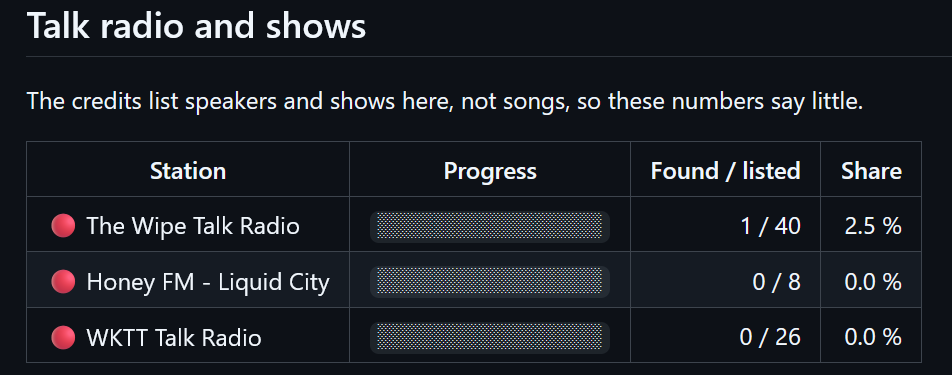 Talk radio and shows
The credits list speakers and shows here, not songs, so these numbers say little.
Station Progress Found / listed Share
The Wipe Talk Radio 1 / 40 2.5 %
Honey FM - Liquid City 0 / 8 0.0 %
WKTT Talk Radio 0 / 26 0.0 %